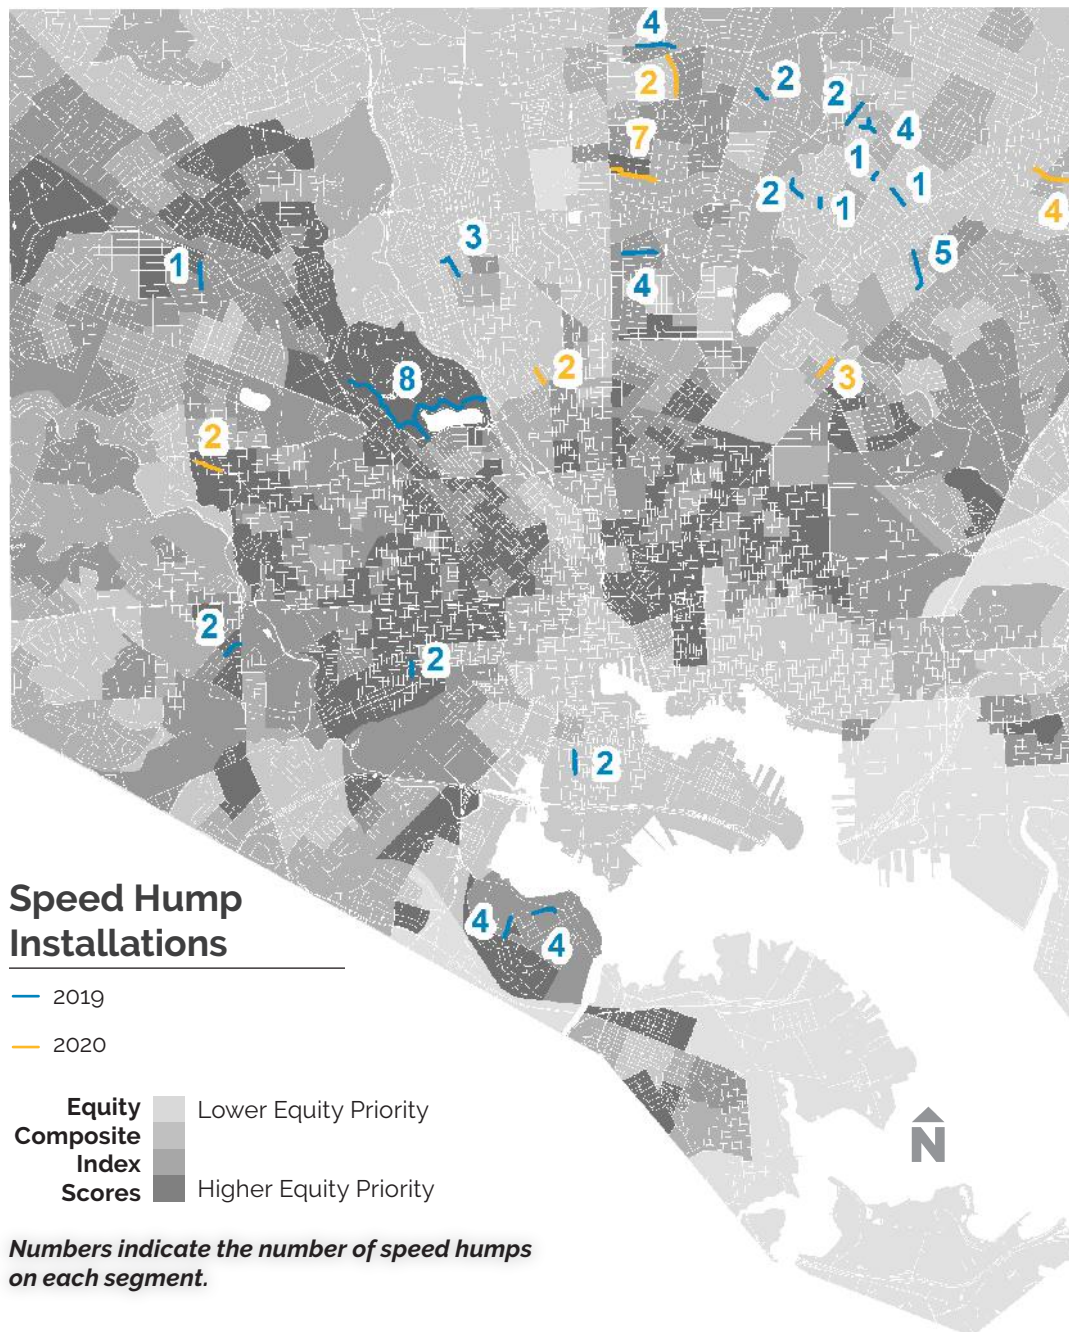 4
2
2
2
4
7
1
1
2
1
4
3
5
1
4
2
3
8
2
2
2
2
Speed Hump
Installations
4
4
2019
2020
Equity
Composite
Index
Scores
Lower Equity Priority
Higher Equity Priority
N
Numbers indicate the number of speed humps
on each segment.